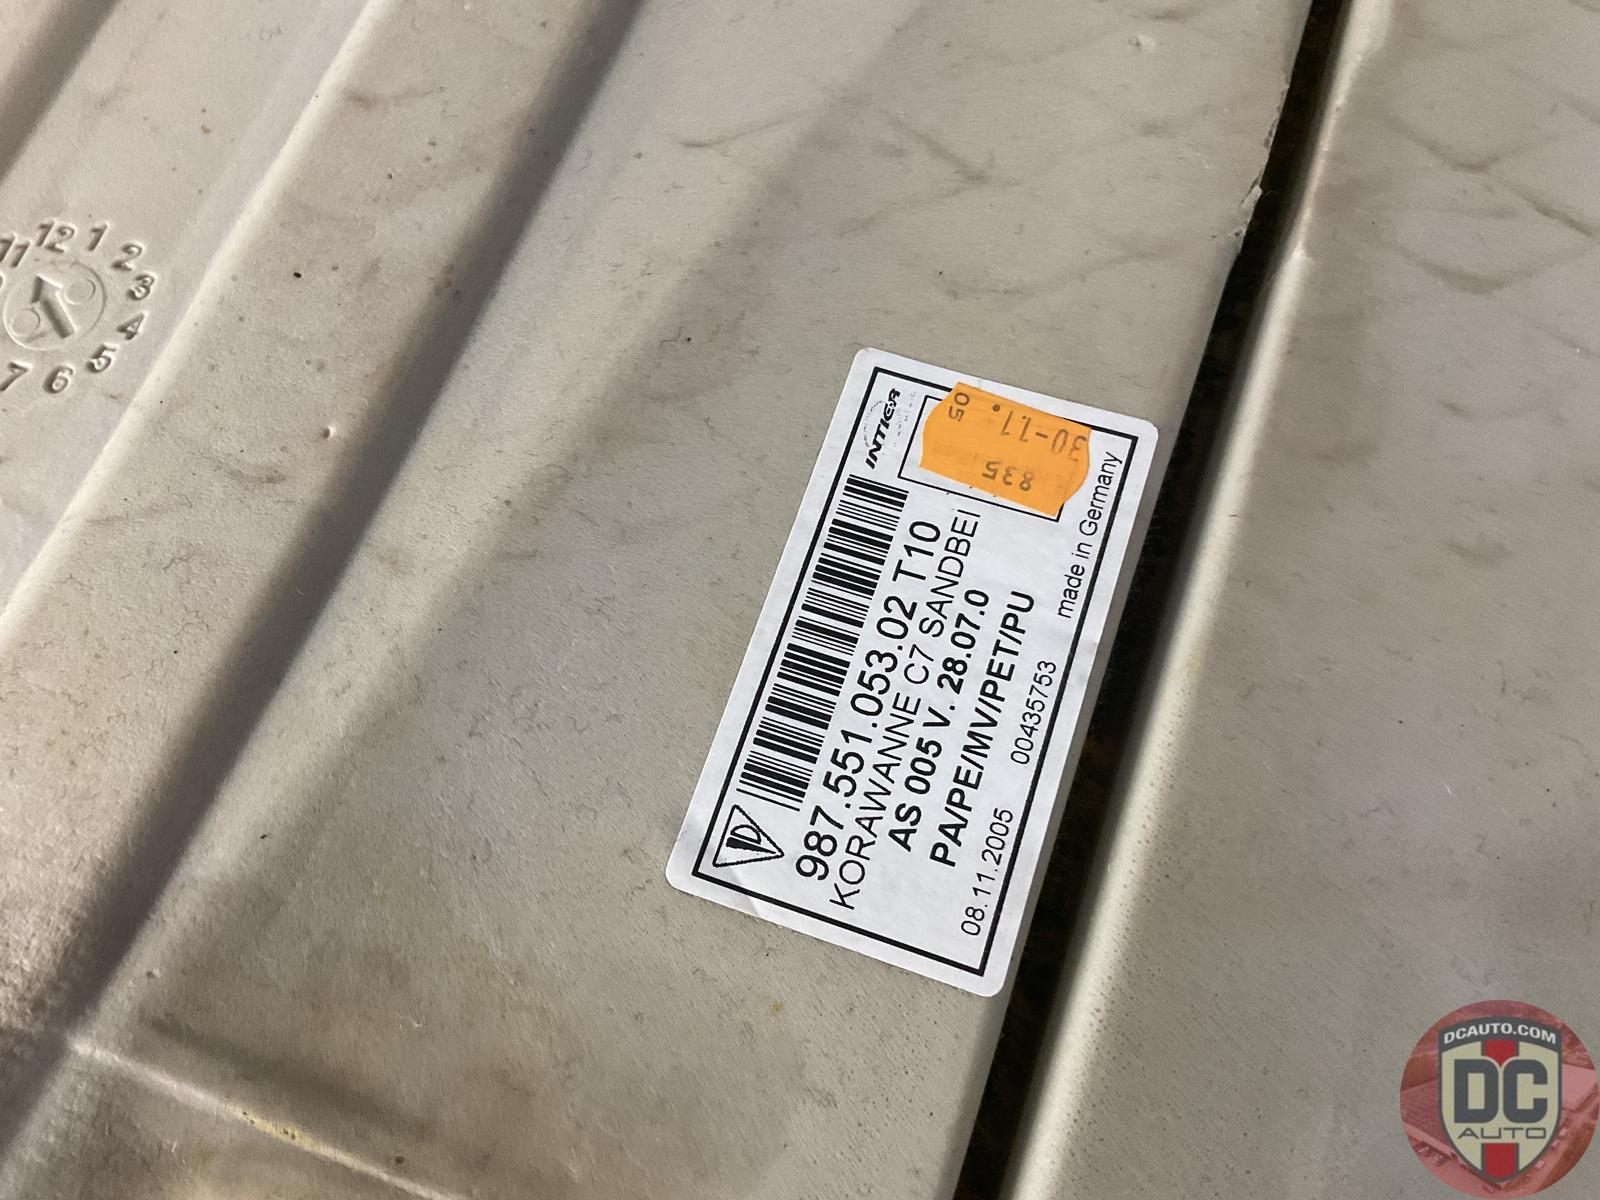 12 1 2 3 4 5 6 7 11
INTIER
30-11.
05
835
987.551.053.02 T10
KORAWANNE C7 SANDBEI
AS 005 V. 28.07.0
PA/PE/MV/PET/PU
08.11.2005 00435753 made in Germany
DCAUTO.COM
DC
AUTO